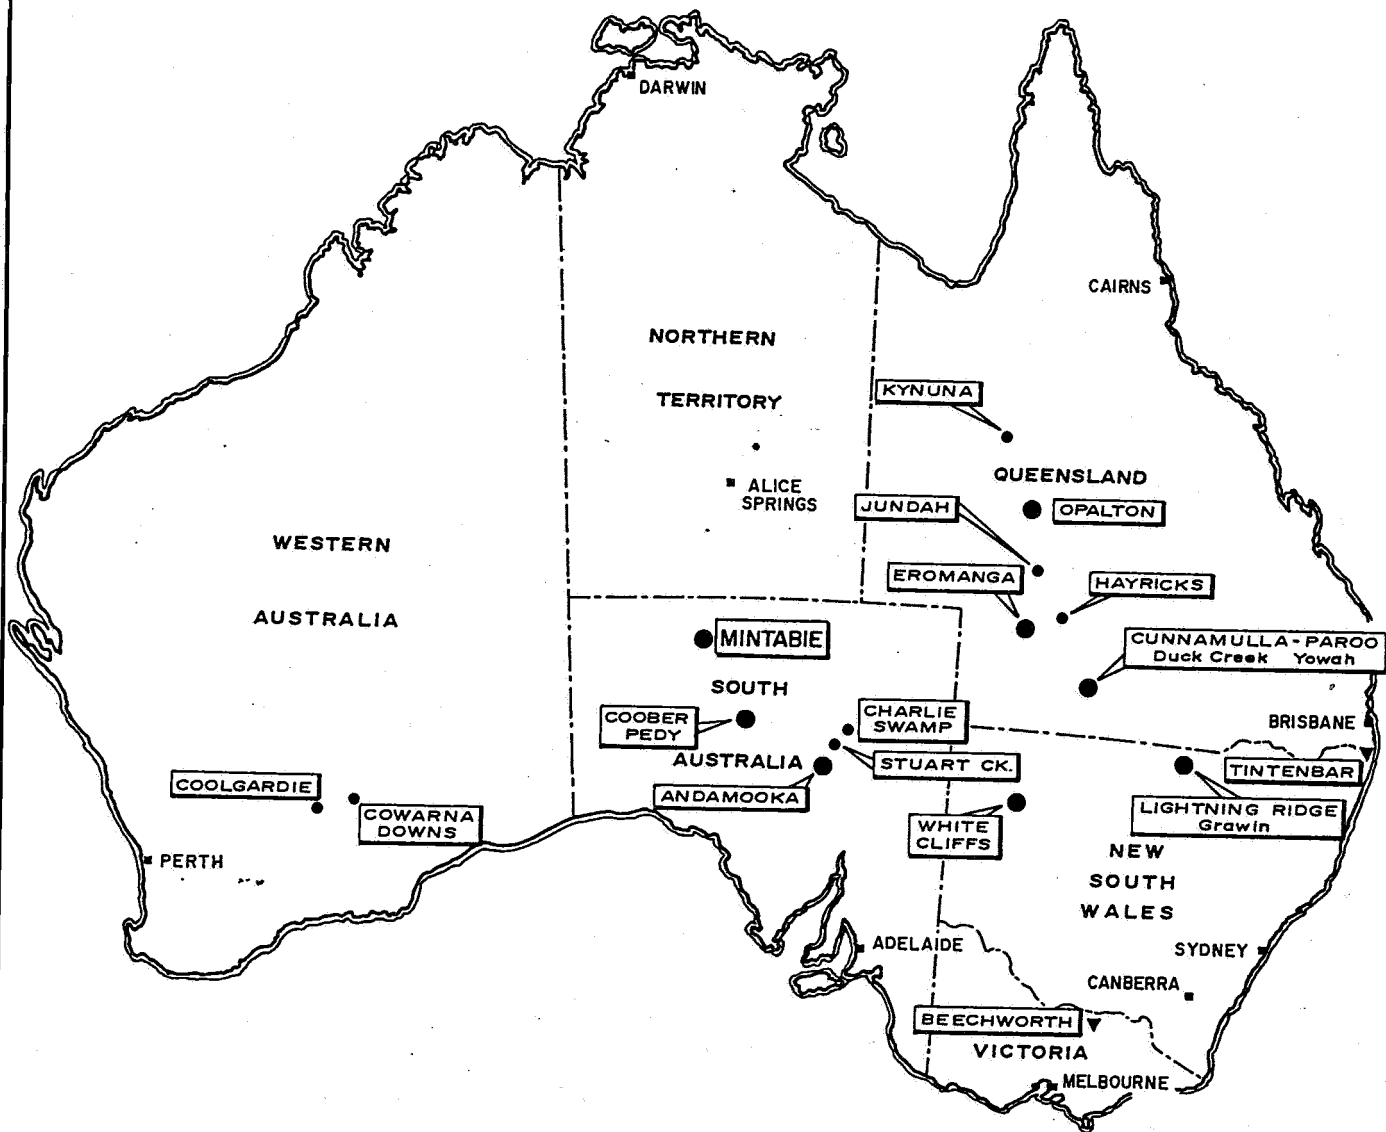 DARWIN
CAIRNS
NORTHERN
TERRITORY
KYNUNA
QUEENSLAND
ALICE
SPRINGS
JUNDAH
OPALTON
WESTERN
AUSTRALIA
EROMANGA
HAYRICKS
MINTABIE
CUNNAMULLA-PAROO
Duck Creek Yowah
SOUTH
AUSTRALIA
COOBER
PEDY
CHARLIE
SWAMP
BRISBANE
STUART CK.
TINTENBAR
ANDAMOOKA
COOLGARDIE
COWARNA
DOWNS
WHITE
CLIFFS
LIGHTNING RIDGE
Grawin
PERTH
NEW
SOUTH
WALES
ADELAIDE
SYDNEY
CANBERRA
BEECHWORTH
VICTORIA
MELBOURNE